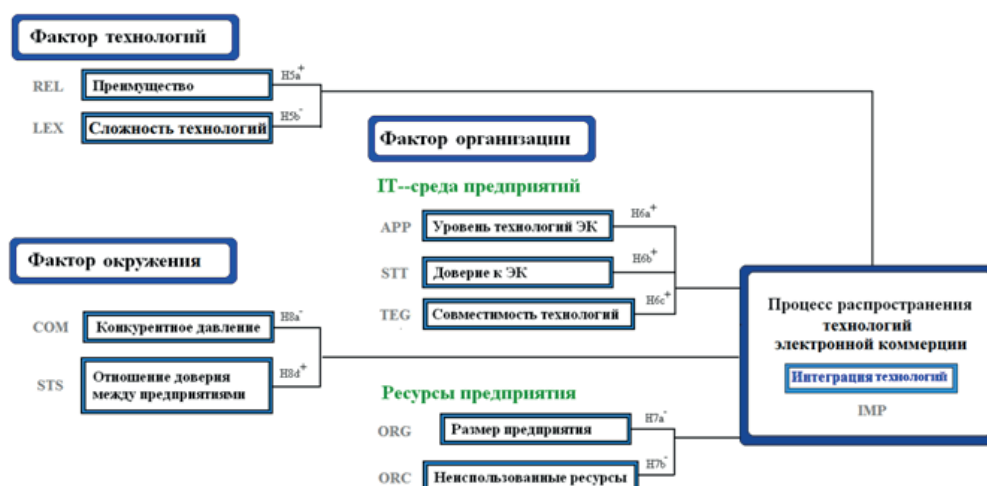 Фактор технологий
REL
Преимущество
H5a+
LEX
Сложность технологий
H5b-
Фактор организации
IT--среда предприятий
APP
Уровень технологий ЭК
H6a+
STT
Доверие к ЭК
H6b+
TEG
Совместимость технологий
H6c+
Фактор окружения
COM
Конкурентное давление
H8a-
STS
Отношение доверия
между предприятиями
H8d+
Ресурсы предприятия
ORG
Размер предприятия
H7a-
ORC
Неиспользованные ресурсы
H7b-
Процесс распространения
технологий
электронной коммерции
Интеграция технологий
IMP